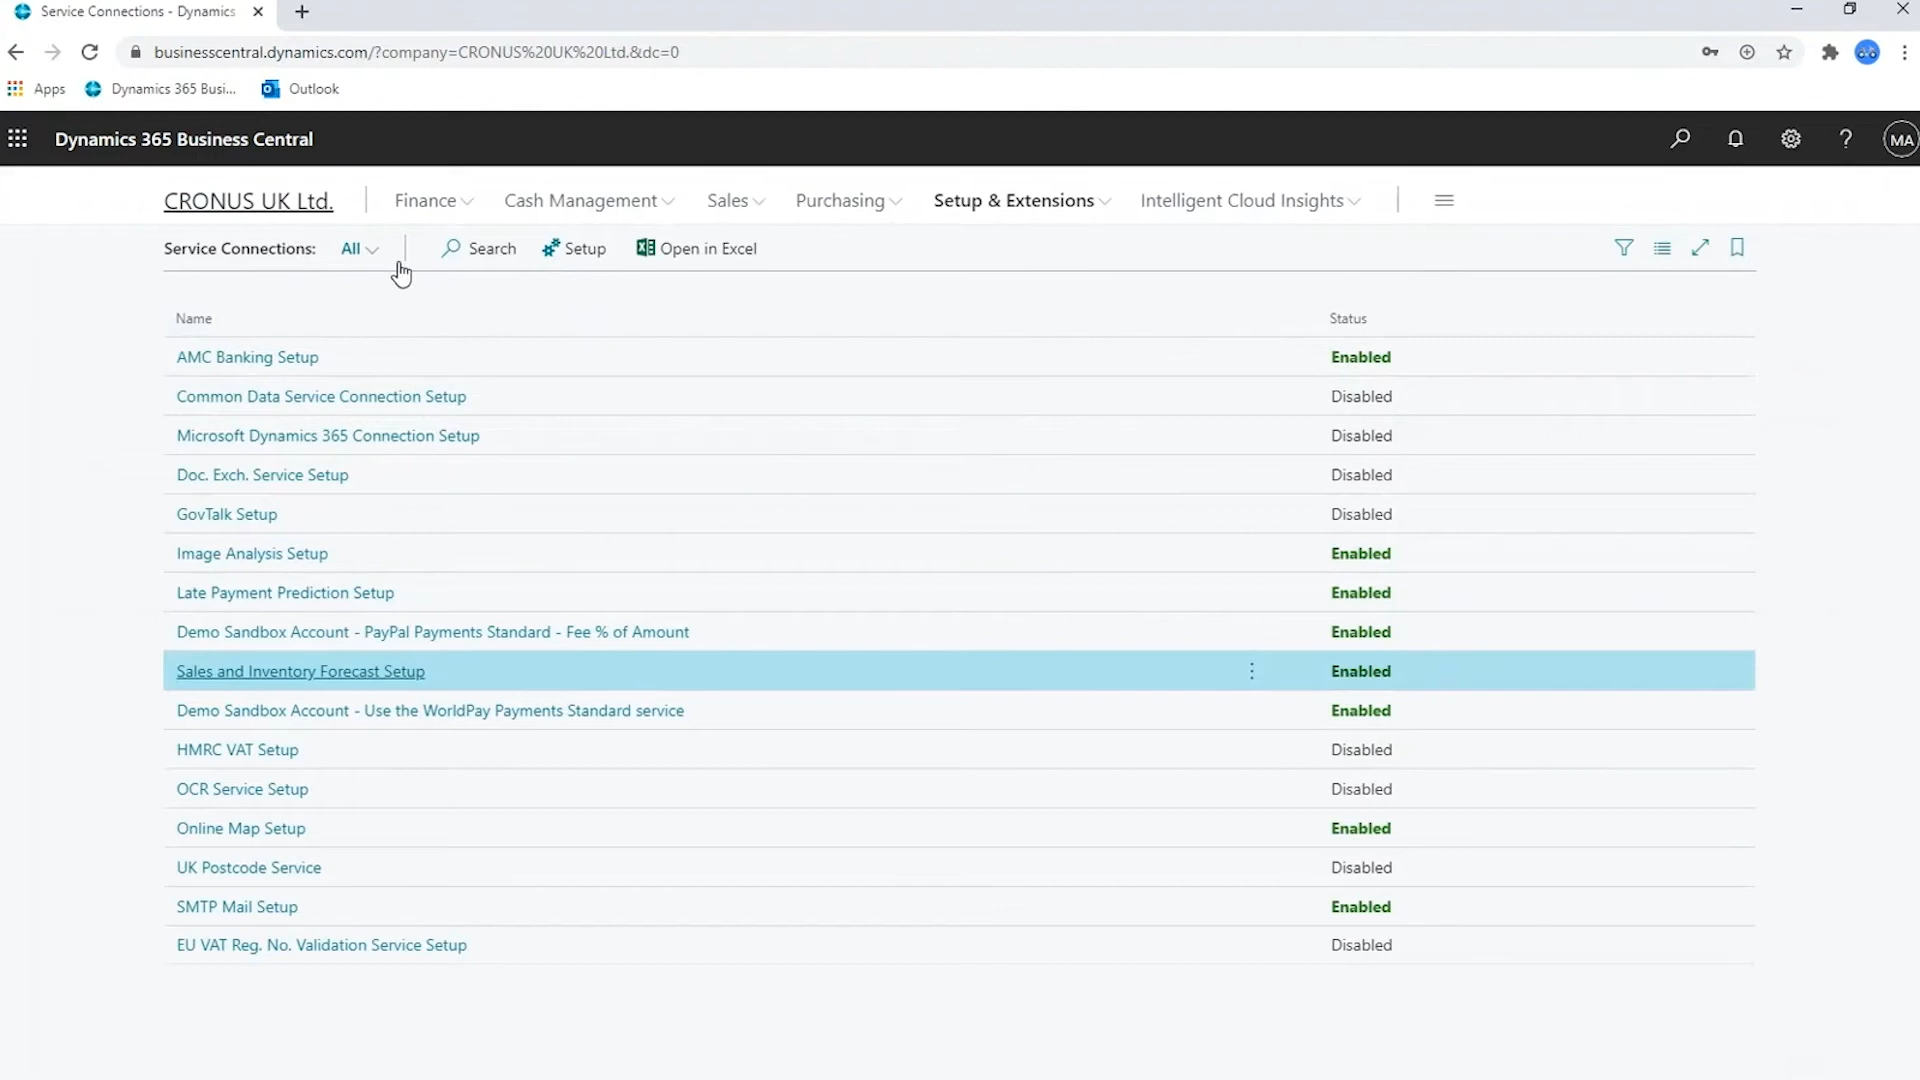 Service Connections - Dynamics
businesscentral.dynamics.com/?company=CRONUS%20UK%20Ltd.&dc=0
Apps Dynamics 365 Busi... Outlook
Dynamics 365 Business Central
MA
CRONUS UK Ltd. Finance Cash Management Sales Purchasing Setup & Extensions Intelligent Cloud Insights
Service Connections: All Search Setup Open in Excel
Name Status
AMC Banking Setup Enabled
Common Data Service Connection Setup Disabled
Microsoft Dynamics 365 Connection Setup Disabled
Doc. Exch. Service Setup Disabled
GovTalk Setup Disabled
Image Analysis Setup Enabled
Late Payment Prediction Setup Enabled
Demo Sandbox Account - PayPal Payments Standard - Fee % of Amount Enabled
Sales and Inventory Forecast Setup Enabled
Demo Sandbox Account - Use the WorldPay Payments Standard service Enabled
HMRC VAT Setup Disabled
OCR Service Setup Disabled
Online Map Setup Enabled
UK Postcode Service Disabled
SMTP Mail Setup Enabled
EU VAT Reg. No. Validation Service Setup Disabled